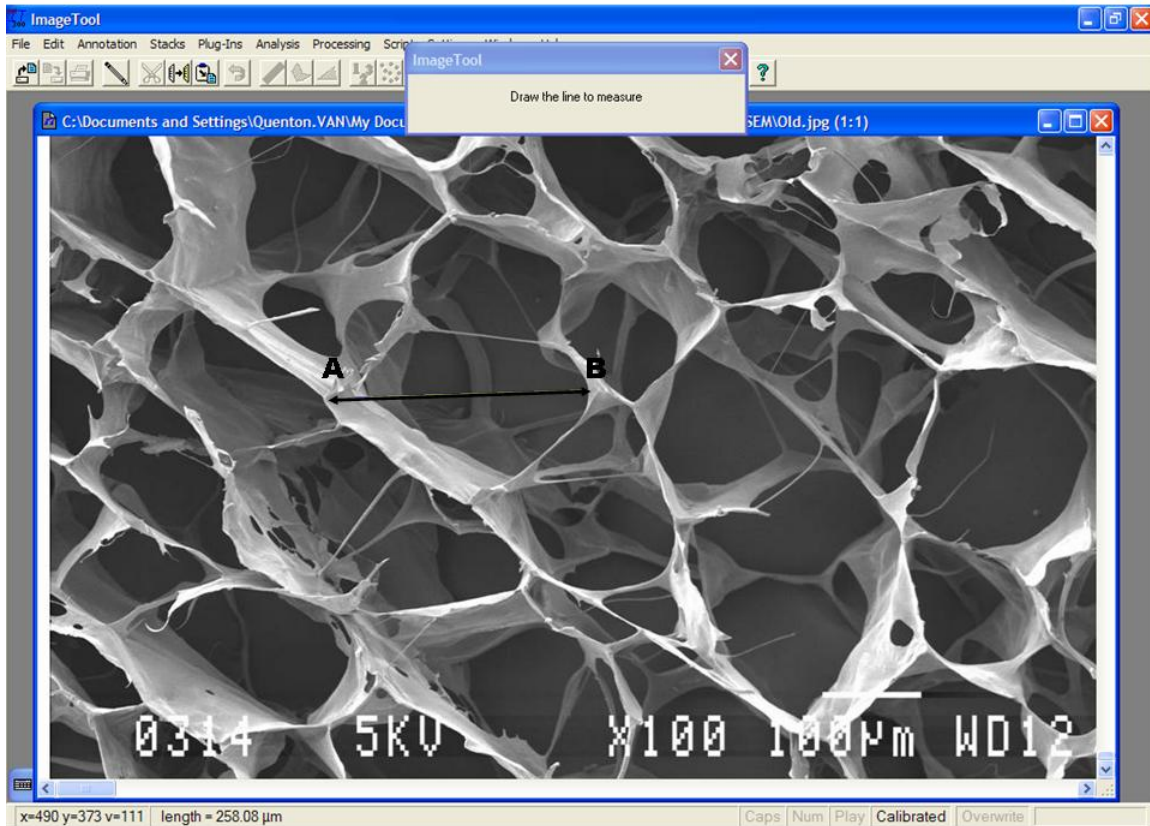 ImageTool
File Edit Annotation Stacks Plug-Ins Analysis Processing
ImageTool
Draw the line to measure
?
C:\Documents and Settings\Quenton.VAN\My Docu
SEM\Old.jpg (1:1)
A B
0314 5KV X100 100µm WD12
x=490 y=373 v=111 length = 258.08 µm Caps Num Play Calibrated Overwrite